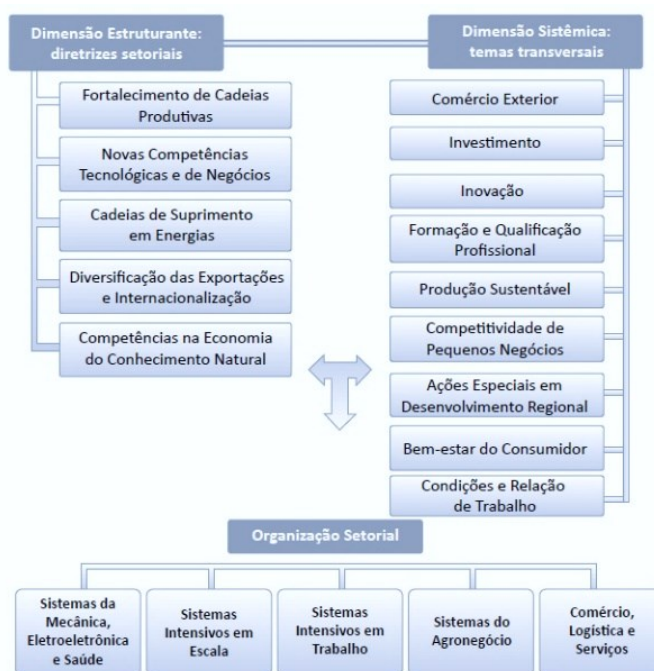 Dimensão Estruturante:
diretrizes setoriais
Dimensão Sistêmica:
temas transversais
Fortalecimento de Cadeias
Produtivas
Novas Competências
Tecnológicas e de Negócios
Cadeias de Suprimento
em Energias
Diversificação das Exportações
e Internacionalização
Competências na Economia
do Conhecimento Natural
Comércio Exterior
Investimento
Inovação
Formação e Qualificação
Profissional
Produção Sustentável
Competitividade de
Pequenos Negócios
Ações Especiais em
Desenvolvimento Regional
Bem-estar do Consumidor
Condições e Relação
de Trabalho
Organização Setorial
Sistemas da
Mecânica,
Eletroeletrônica
e Saúde
Sistemas
Intensivos em
Escala
Sistemas
Intensivos em
Trabalho
Sistemas do
Agronegócio
Comércio,
Logística e
Serviços